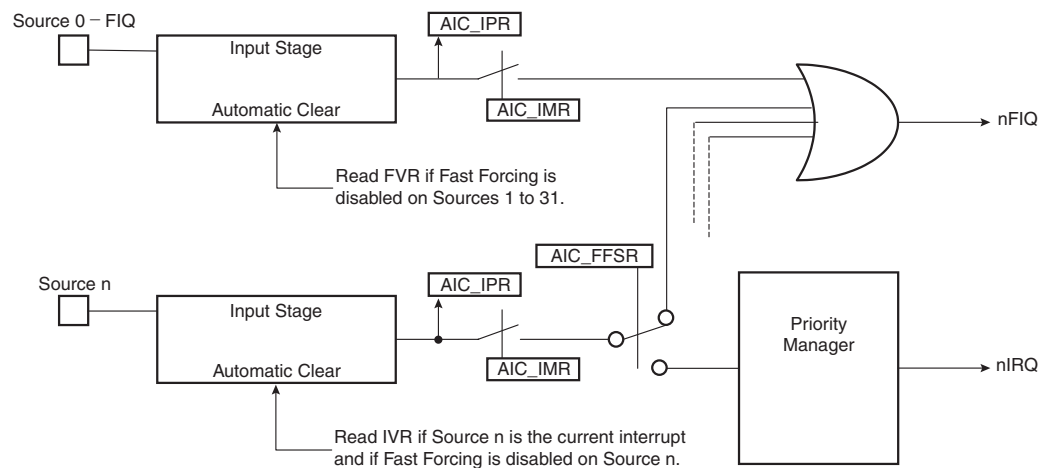 Source 0 – FIQ
AIC_IPR
Input Stage
Automatic Clear
AIC_IMR
nFIQ
Read FVR if Fast Forcing is
disabled on Sources 1 to 31.
AIC_FFSR
Source n
AIC_IPR
Input Stage
Priority
Manager
Automatic Clear
AIC_IMR
nIRQ
Read IVR if Source n is the current interrupt
and if Fast Forcing is disabled on Source n.